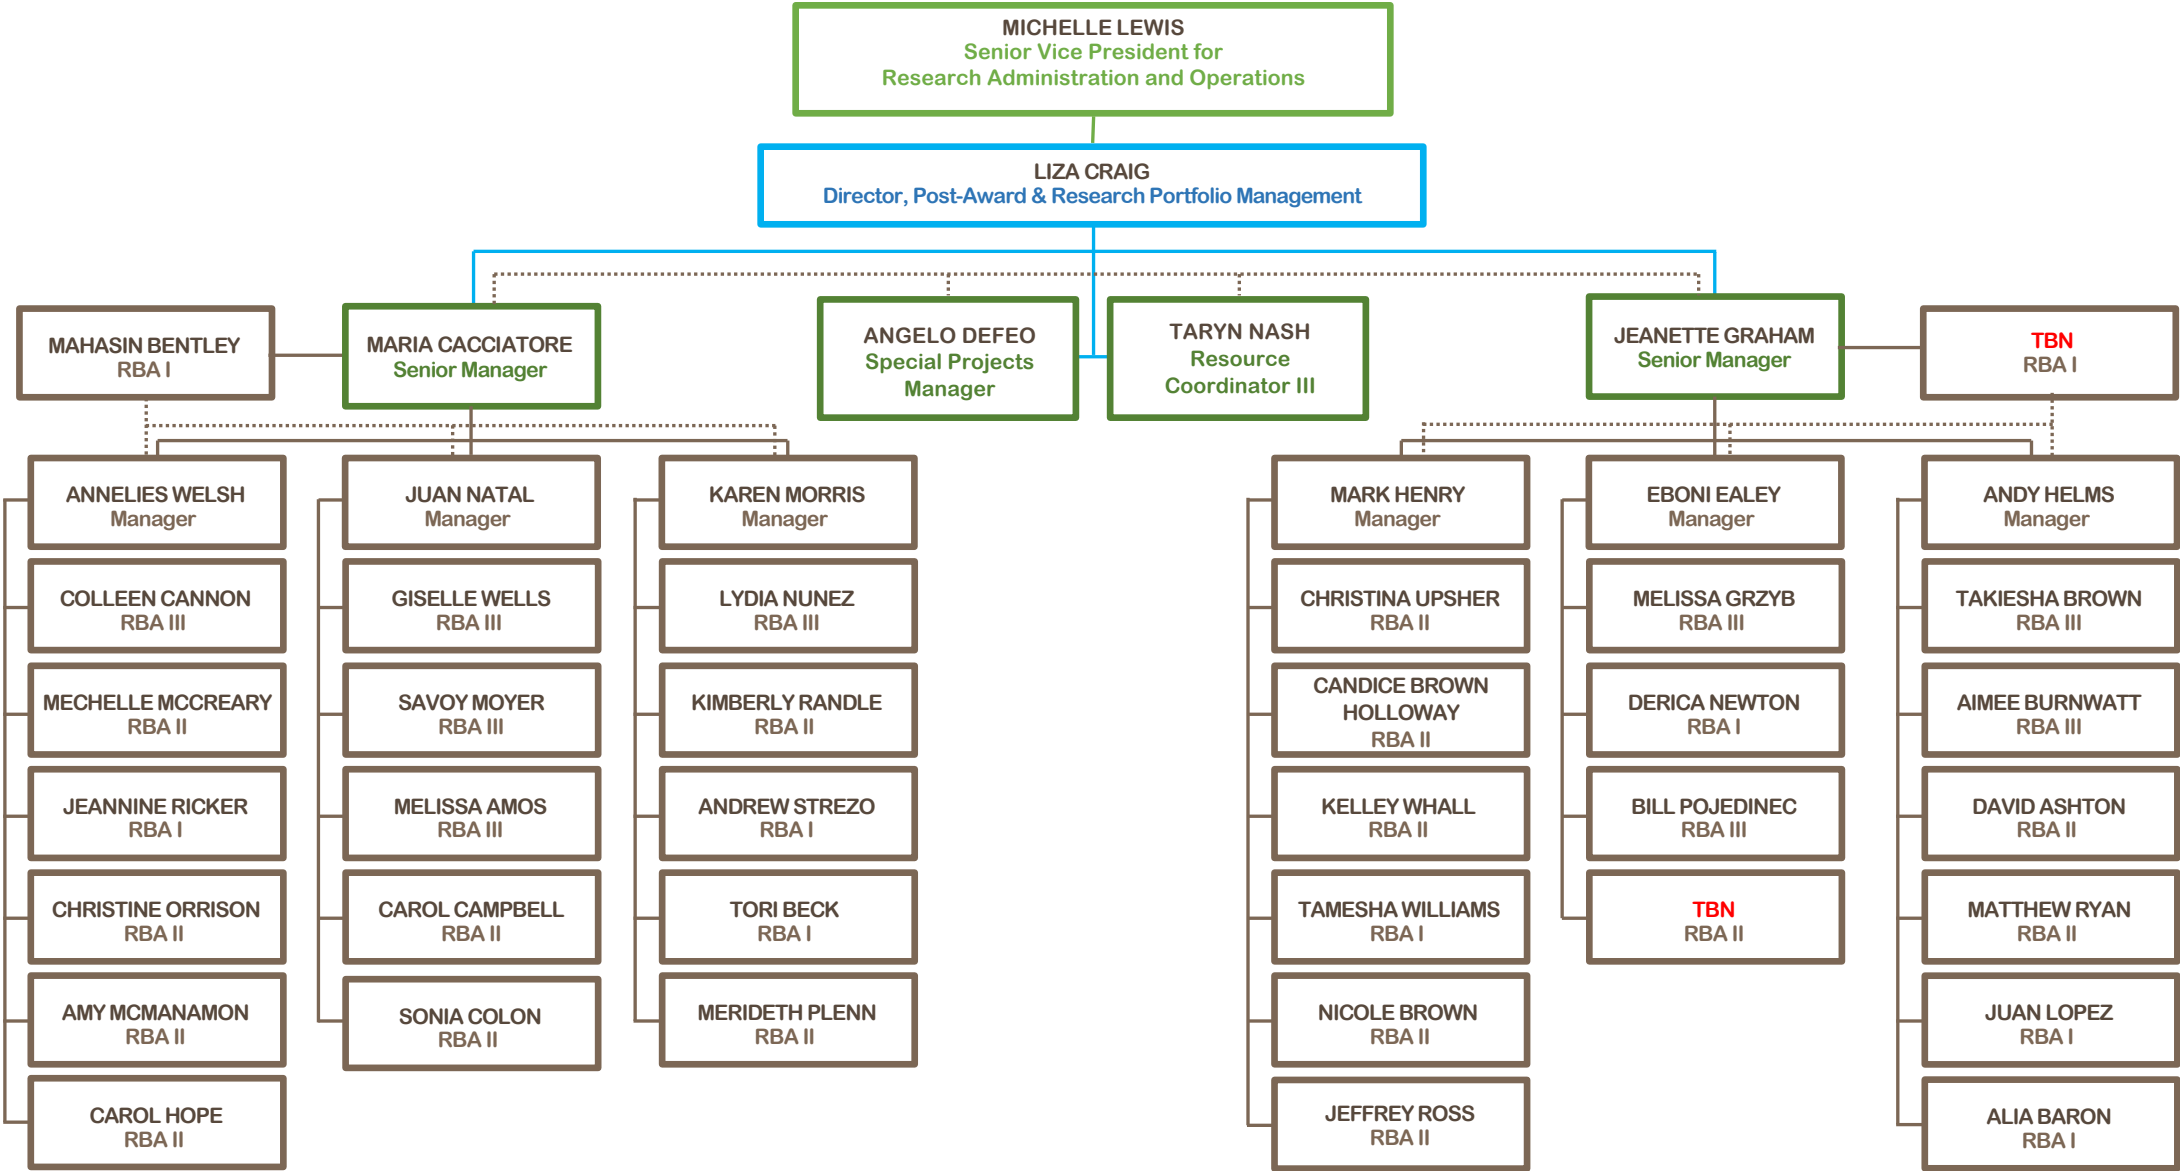 MICHELLE LEWIS
Senior Vice President for
Research Administration and Operations
LIZA CRAIG
Director, Post-Award & Research Portfolio Management
MAHASIN BENTLEY
RBA I
MARIA CACCIATORE
Senior Manager
ANGELO DEFEO
Special Projects
Manager
TARYN NASH
Resource
Coordinator III
JEANETTE GRAHAM
Senior Manager
TBN
RBA I
ANNELIES WELSH
Manager
COLLEEN CANNON
RBA III
MECHELLE MCCREARY
RBA II
JEANNINE RICKER
RBA I
CHRISTINE ORRISON
RBA II
AMY MCMANAMON
RBA II
CAROL HOPE
RBA II
JUAN NATAL
Manager
GISELLE WELLS
RBA III
SAVOY MOYER
RBA III
MELISSA AMOS
RBA III
CAROL CAMPBELL
RBA II
SONIA COLON
RBA II
KAREN MORRIS
Manager
LYDIA NUNEZ
RBA III
KIMBERLY RANDLE
RBA II
ANDREW STREZO
RBA I
TORI BECK
RBA I
MERIDETH PLENN
RBA II
MARK HENRY
Manager
CHRISTINA UPSHER
RBA II
CANDICE BROWN
HOLLOWAY
RBA II
KELLEY WHALL
RBA II
TAMESHA WILLIAMS
RBA I
NICOLE BROWN
RBA II
JEFFREY ROSS
RBA II
EBONI EALEY
Manager
MELISSA GRZYB
RBA III
DERICA NEWTON
RBA I
BILL POJEDINEC
RBA III
TBN
RBA II
ANDY HELMS
Manager
TAKIESHA BROWN
RBA III
AIMEE BURNWATT
RBA III
DAVID ASHTON
RBA II
MATTHEW RYAN
RBA II
JUAN LOPEZ
RBA I
ALIA BARON
RBA I